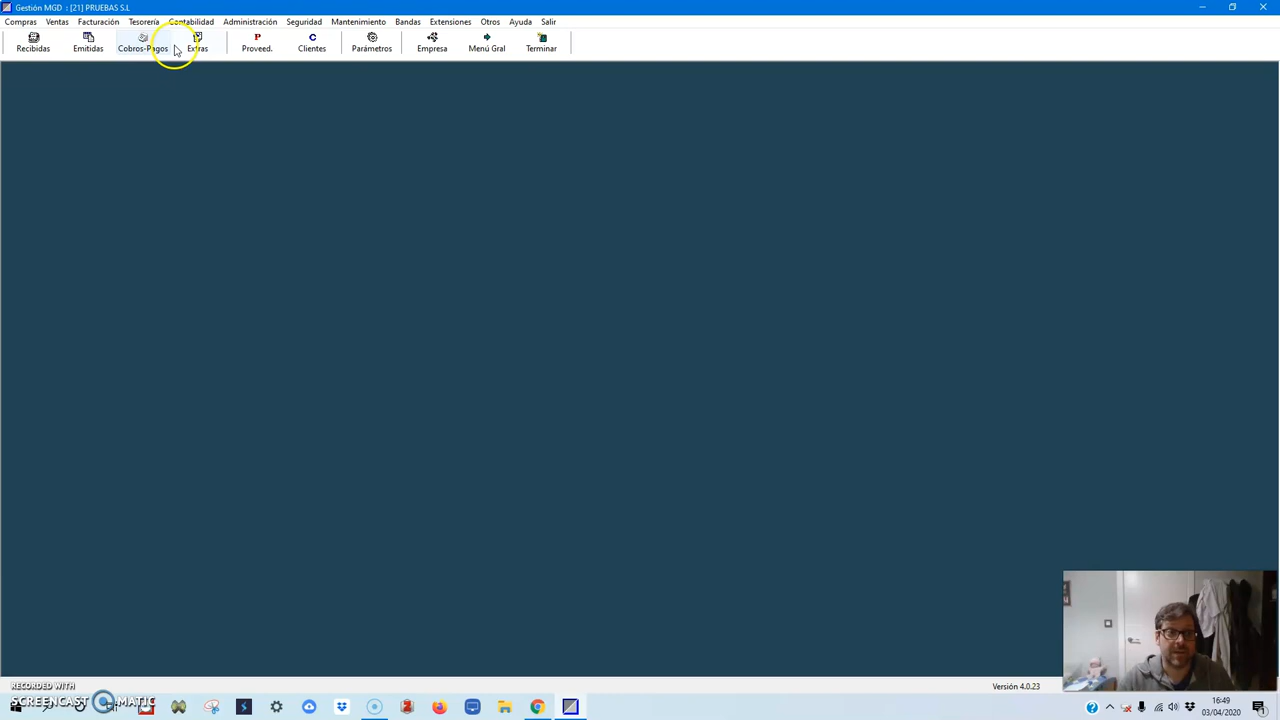 Gestión MGD : [21] PRUEBAS S.L
Compras Ventas Facturación Tesorería Contabilidad Administración Seguridad Mantenimiento Bandas Extensiones Otros Ayuda Salir
Recibidas Emitidas Cobros-Pagos Extras P Proveed. C Clientes Parámetros Empresa Menú Gral Terminar
Versión 4.0.23
RECORDED WITH
SCREENCAST MATIC
16:49
03/04/2020